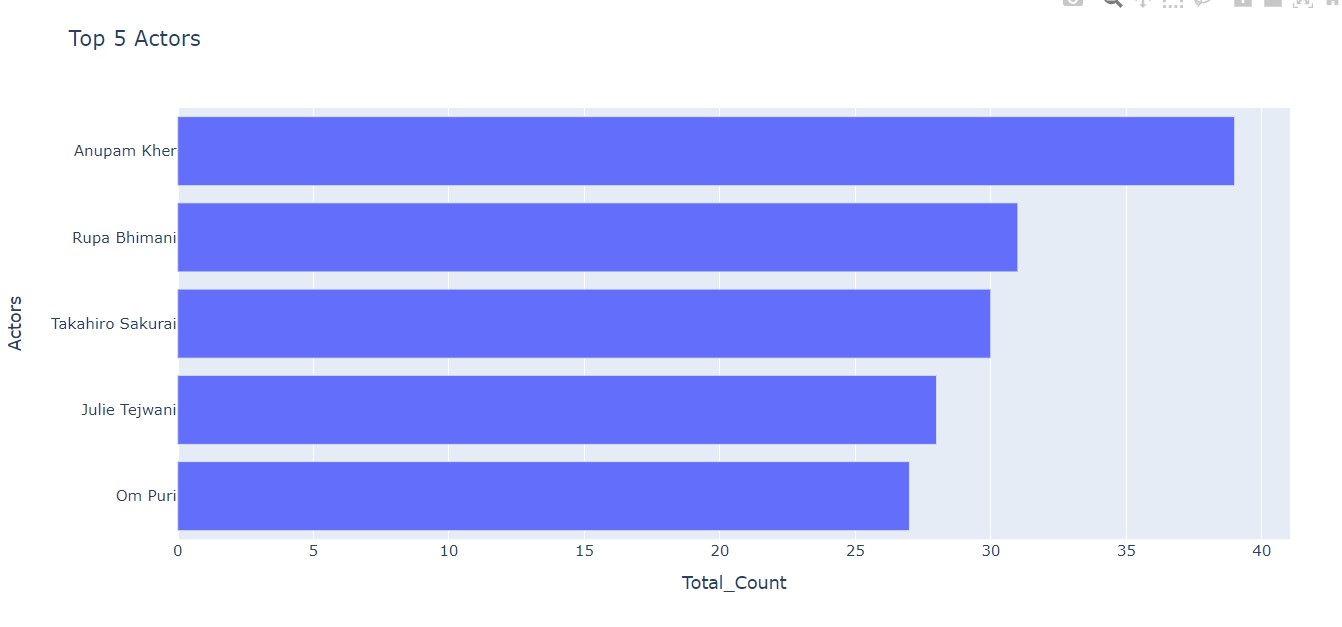 Top 5 Actors
Actors
Anupam Kher
Rupa Bhimani
Takahiro Sakurai
Julie Tejwani
Om Puri
0 5 10 15 20 25 30 35 40
Total_Count